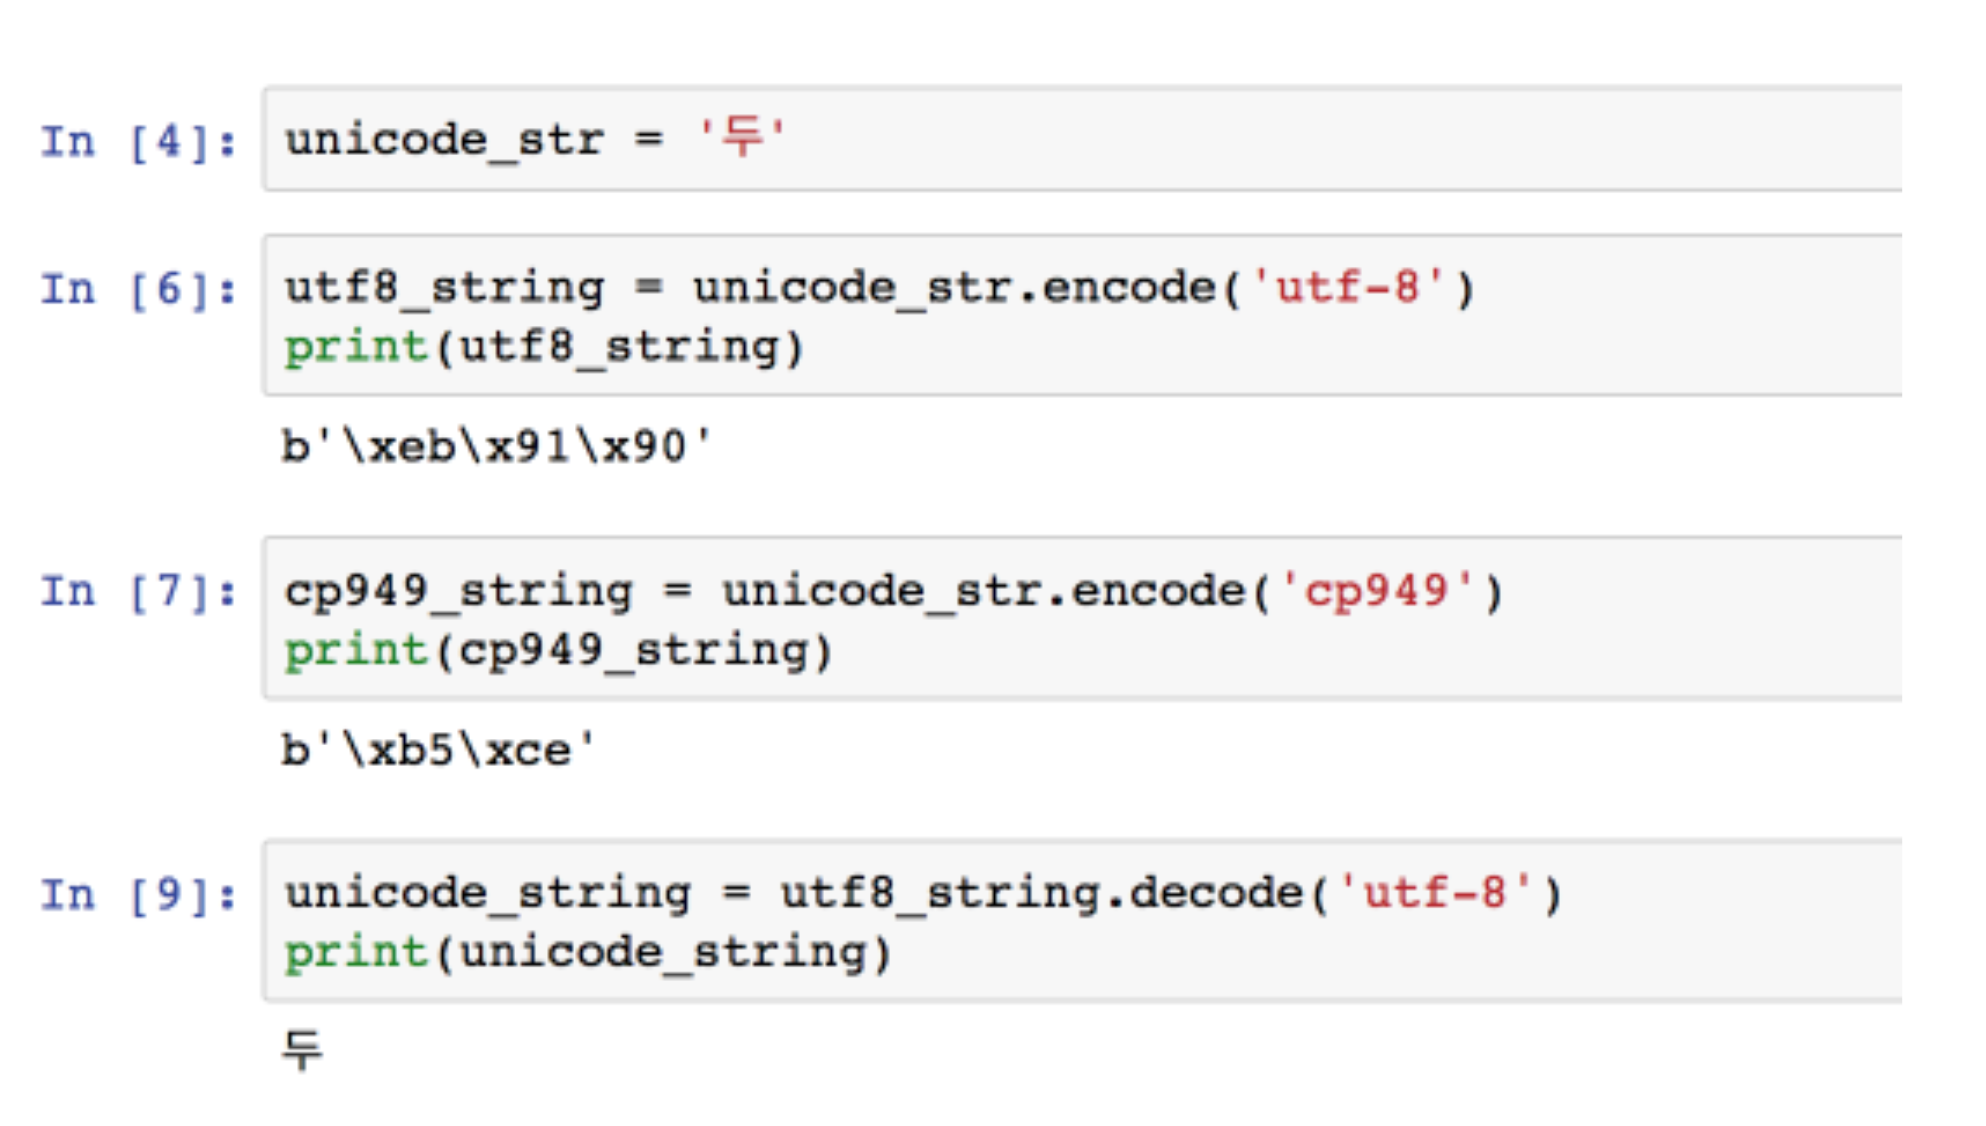 In [4]: unicode_str = '두'
In [6]: utf8_string = unicode_str.encode('utf-8')
print(utf8_string)
b'\xeb\x91\x90'
In [7]: cp949_string = unicode_str.encode('cp949')
print(cp949_string)
b'\xb5\xce'
In [9]: unicode_string = utf8_string.decode('utf-8')
print(unicode_string)
두